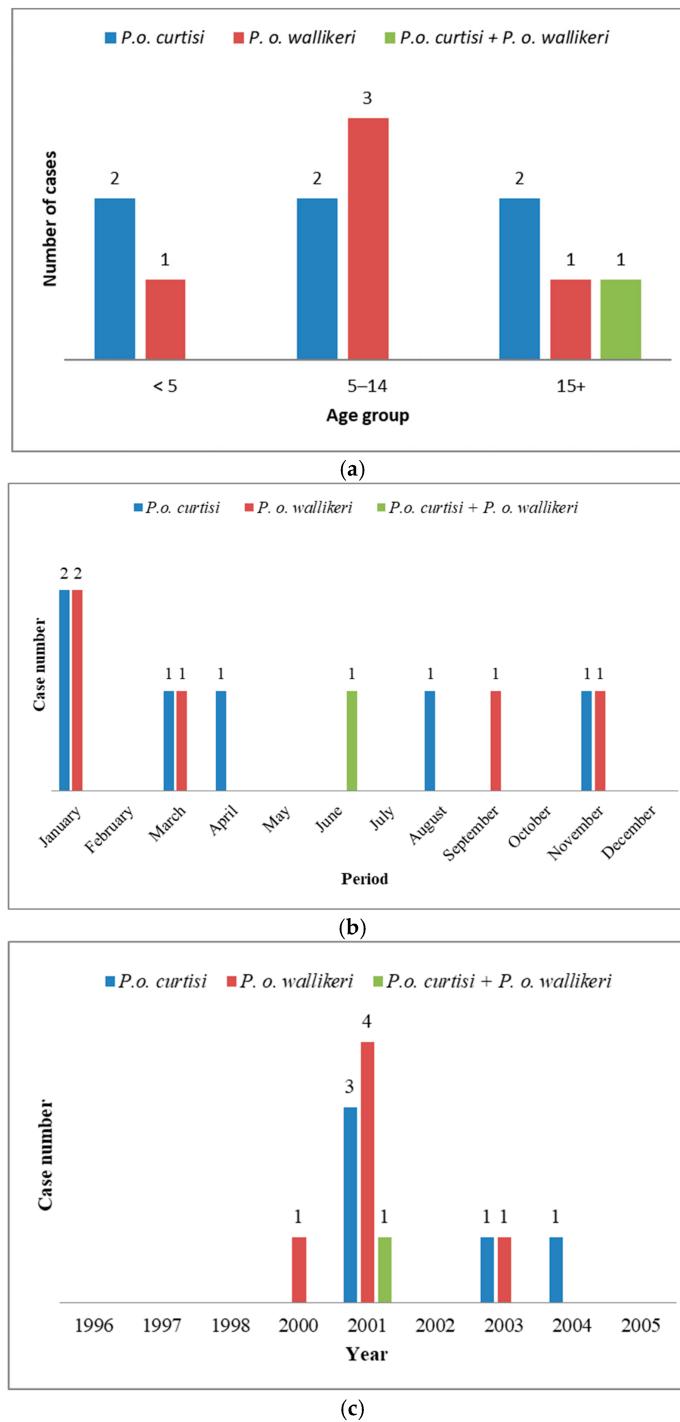 P.o. curtisi P. o. wallikeri P.o. curtisi + P. o. wallikeri
Number of cases
3
2 2 2
1 1 1
< 5 5–14 15+
Age group
(a)
P.o. curtisi P. o. wallikeri P.o. curtisi + P. o. wallikeri
Case number
2 2
1 1 1 1 1 1 1 1
January February March April May June July August September October November December
Period
(b)
P.o. curtisi P. o. wallikeri P.o. curtisi + P. o. wallikeri
Case number
4
3
1 1 1 1 1
1996 1997 1998 2000 2001 2002 2003 2004 2005
Year
(c)